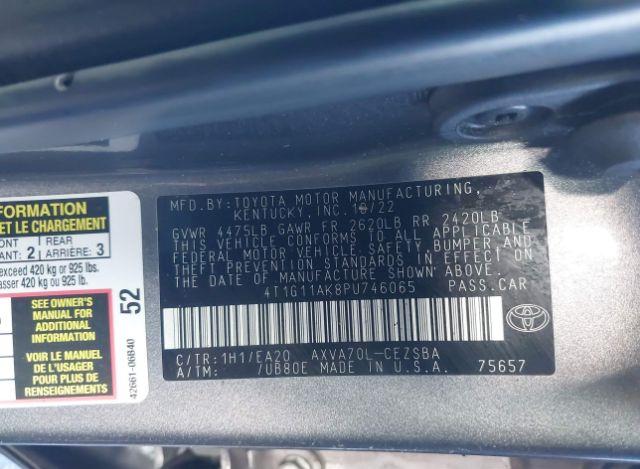 FORMATION
ET LE CHARGEMENT
ONT
ANT: 2
REAR
ARRIÈRE: 3
exceed 420 kg or 925 lbs.
asser 420 kg ou 925 lb.
SEE OWNER'S
MANUAL FOR
ADDITIONAL
INFORMATION
VOIR LE MANUEL
DE L'USAGER
POUR PLUS DE
RENSEIGNEMENTS
52
42661-06B40
MFD.BY:TOYOTA MOTOR MANUFACTURING,
KENTUCKY,INC.10/22
GVWR 4475LB GAWR FR 2620LB RR 2420LB
THIS VEHICLE CONFORMS TO ALL APPLICABLE
FEDERAL MOTOR VEHICLE SAFETY,BUMPER,AND
THEFT PREVENTION STANDARDS IN EFFECT ON
THE DATE OF MANUFACTURE SHOWN ABOVE.
4T1G11AK8PU746065 PASS.CAR
C/TR:1H1/EA20 AXVA70L-CEZSBA
A/TM: /UB80E MADE IN U.S.A. 75657
TOYOTA